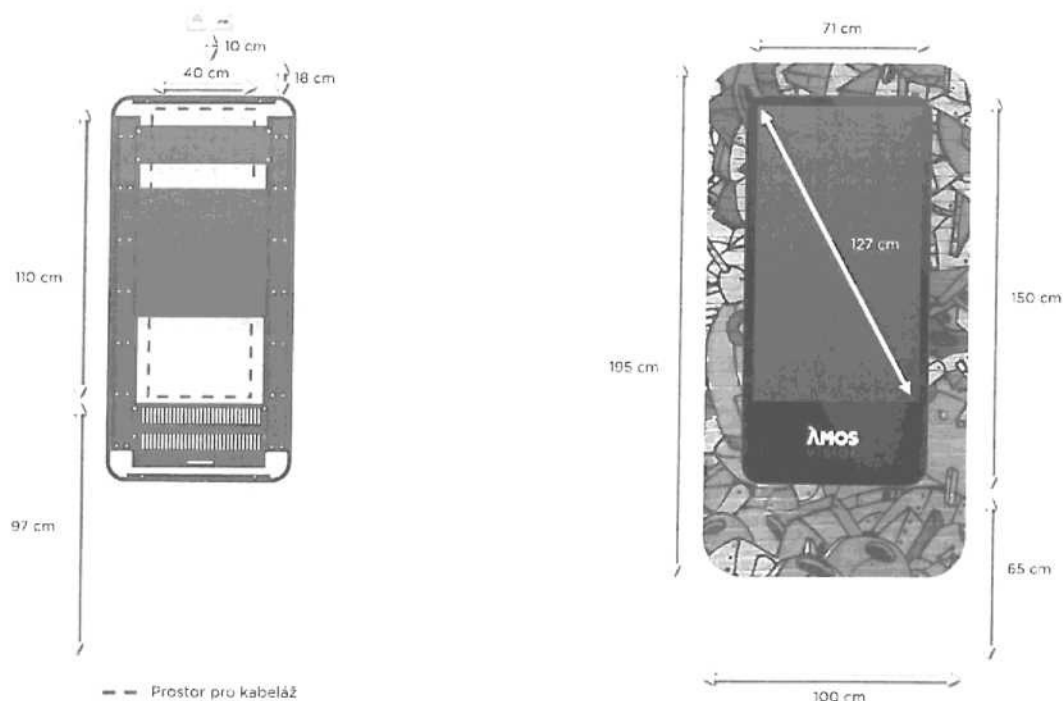 10 cm
40 cm
18 cm
110 cm
97 cm
Prostor pro kabeláž
71 cm
127 cm
195 cm
150 cm
λMOS
VISION
65 cm
100 cm